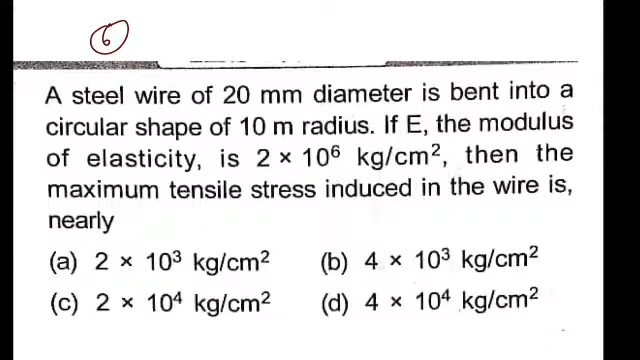 6
A steel wire of 20 mm diameter is bent into a
circular shape of 10 m radius. If E, the modulus
of elasticity, is 2 × 10⁶ kg/cm², then the
maximum tensile stress induced in the wire is,
nearly
(a) 2 × 10³ kg/cm² (b) 4 × 10³ kg/cm²
(c) 2 × 10⁴ kg/cm² (d) 4 × 10⁴ kg/cm²